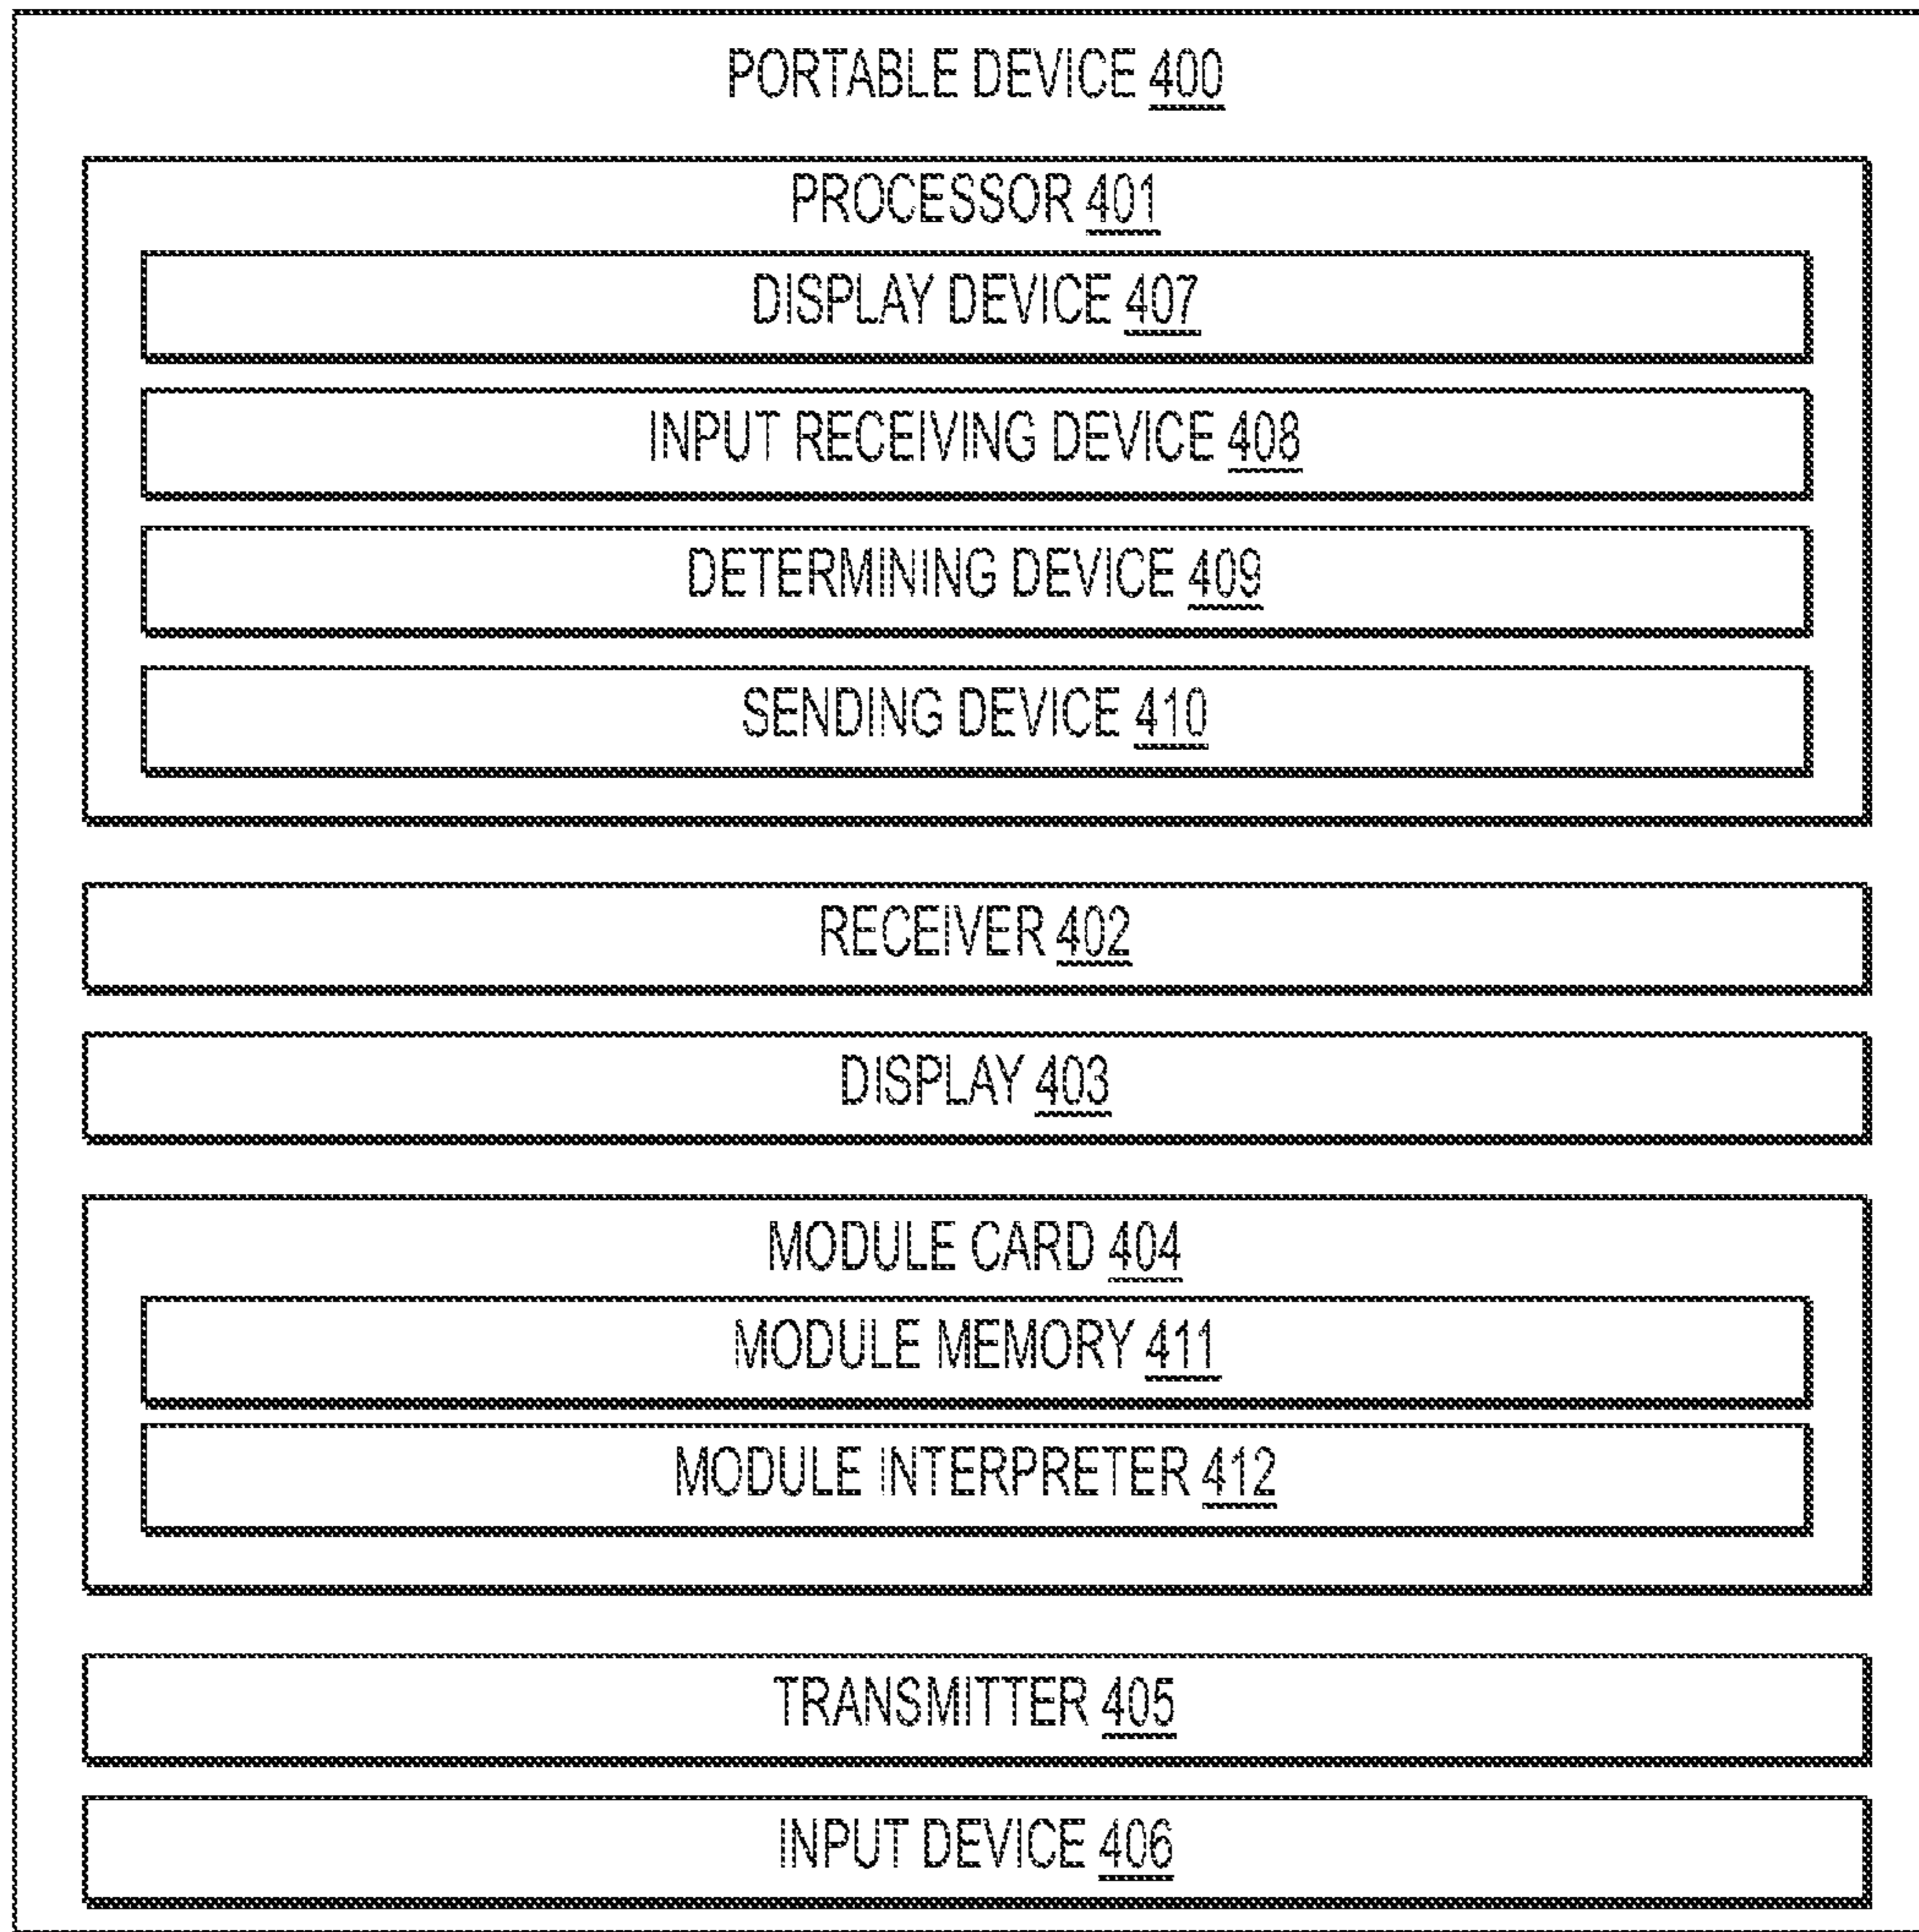 PORTABLE DEVICE 400
PROCESSOR 401
DISPLAY DEVICE 407
INPUT RECEIVING DEVICE 408
DETERMINING DEVICE 409
SENDING DEVICE 410
RECEIVER 402
DISPLAY 403
MODULE CARD 404
MODULE MEMORY 411
MODULE INTERPRETER 412
TRANSMITTER 405
INPUT DEVICE 406